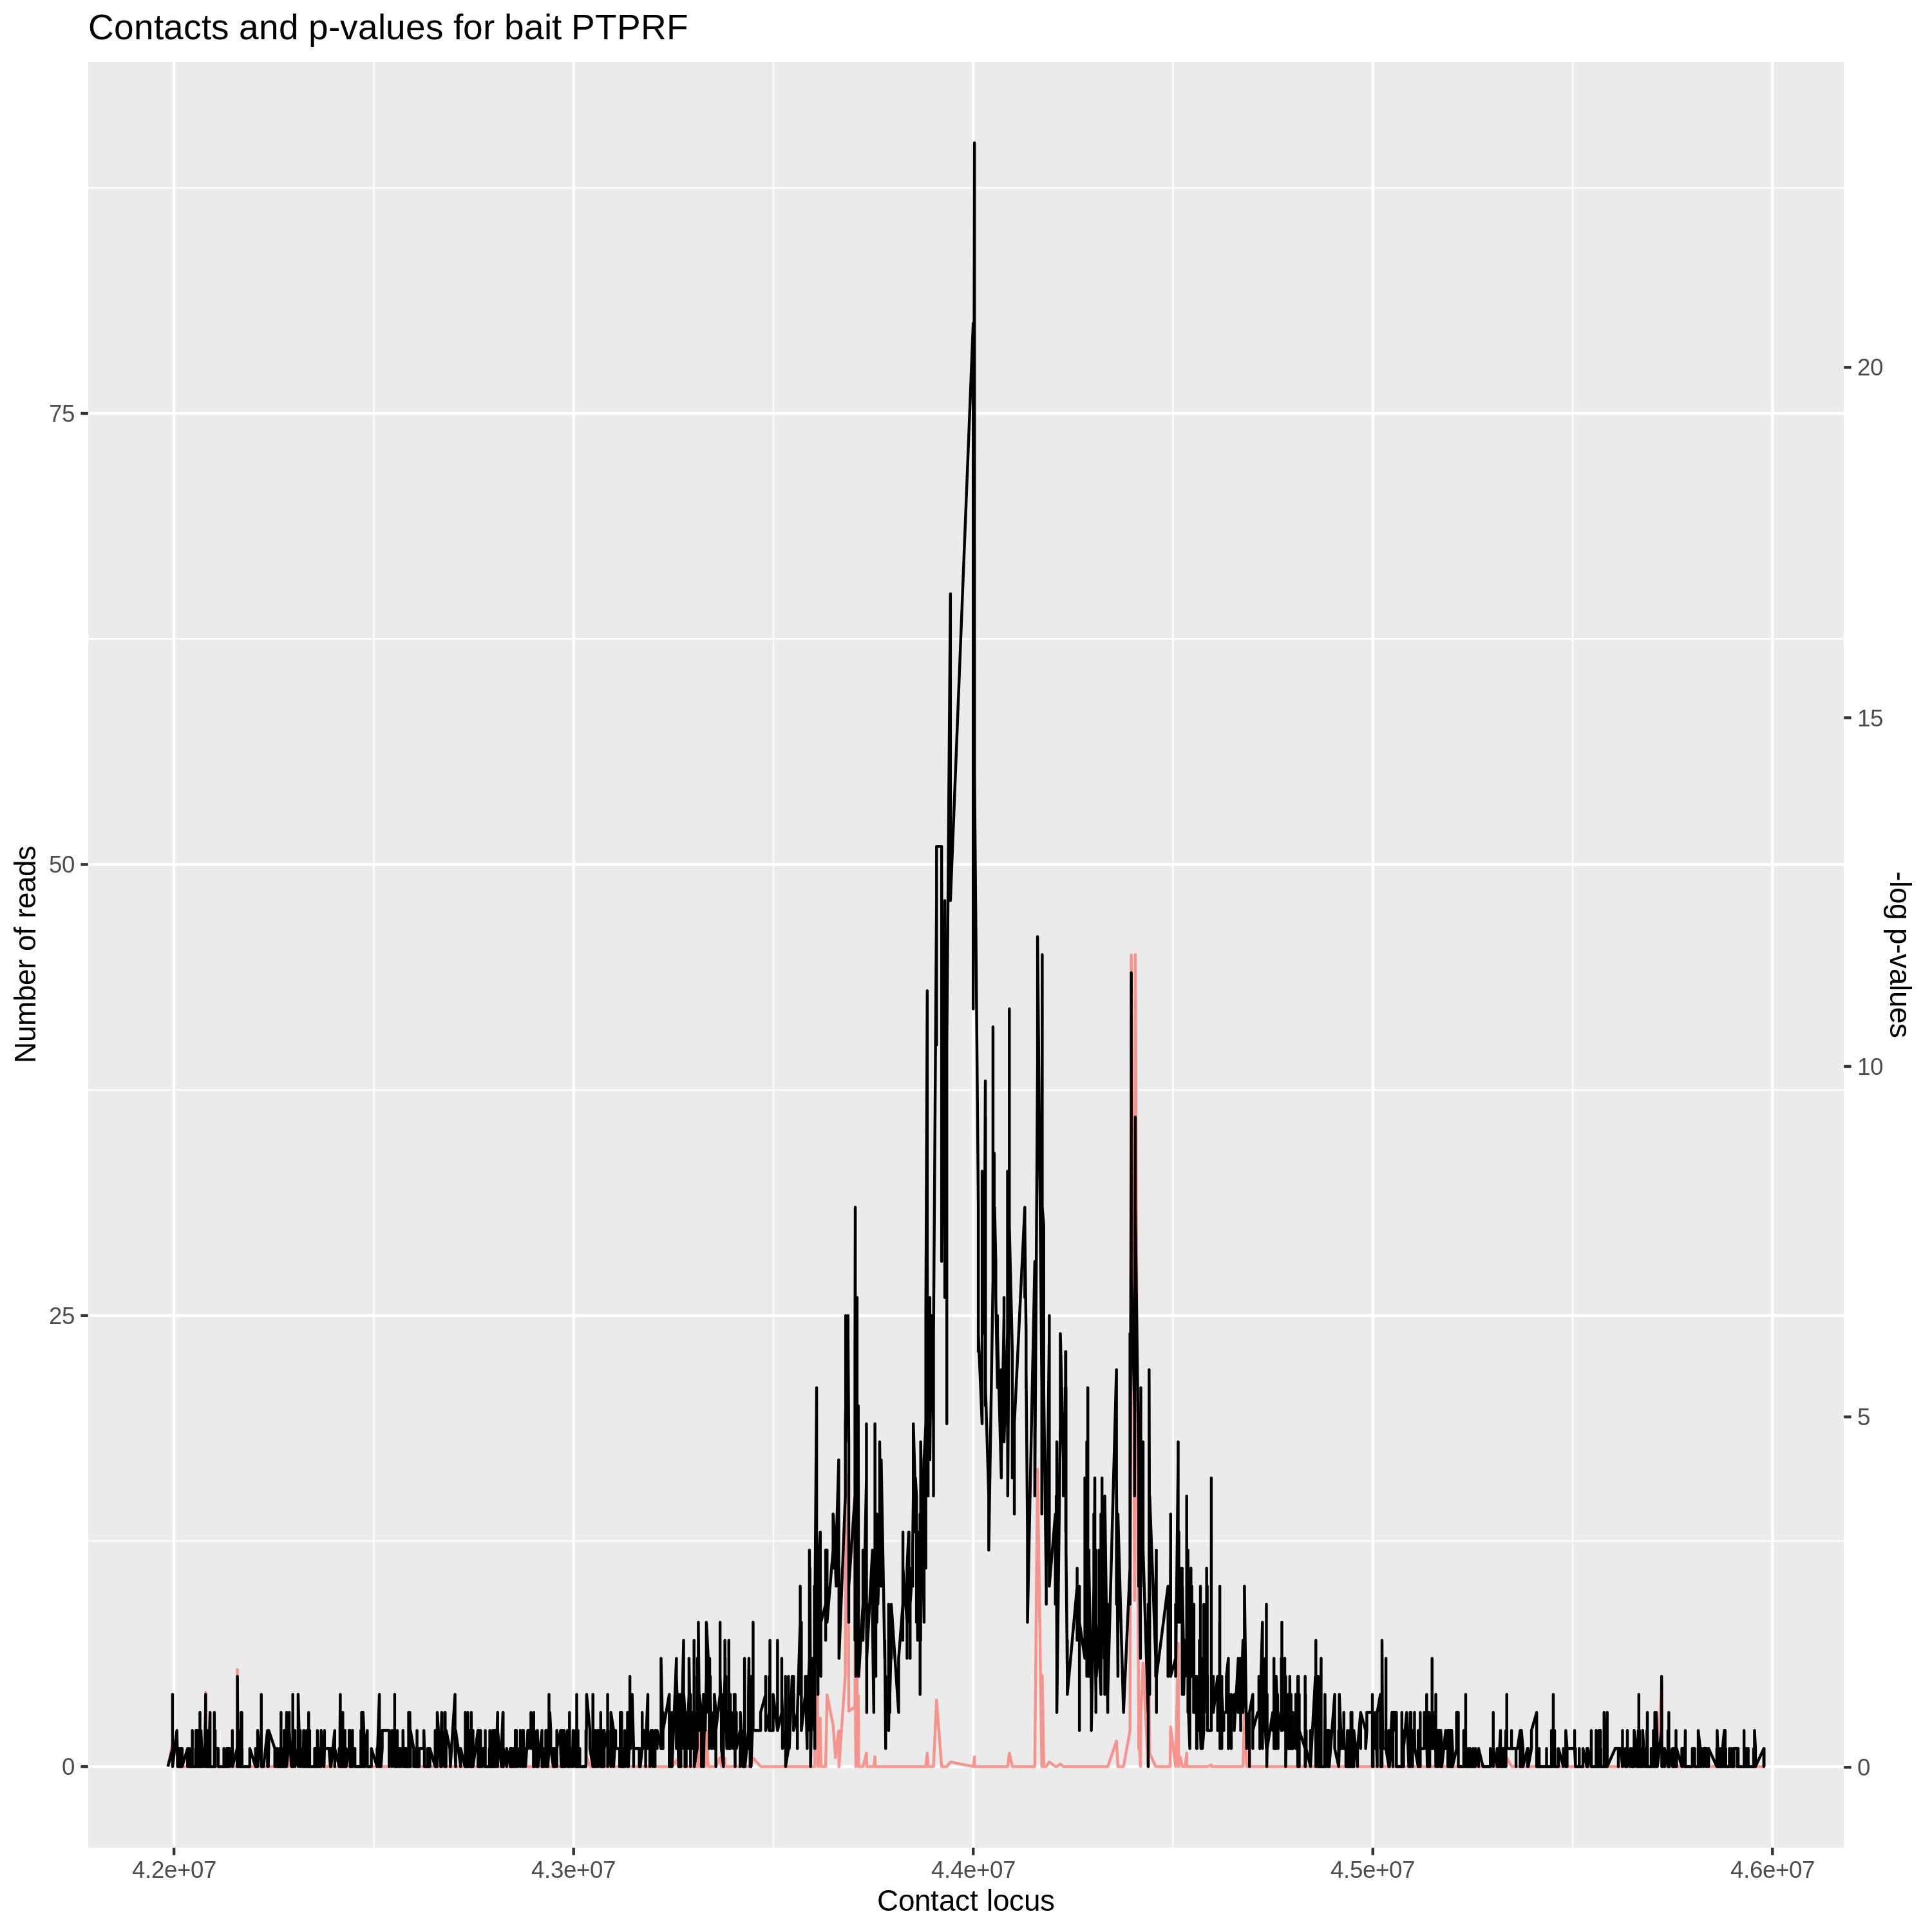 Contacts and p-values for bait PTPRF
Number of reads
75
50
25
0
20
15
10
5
0
-log p-values
4.2e+07 4.3e+07 4.4e+07 4.5e+07 4.6e+07
Contact locus